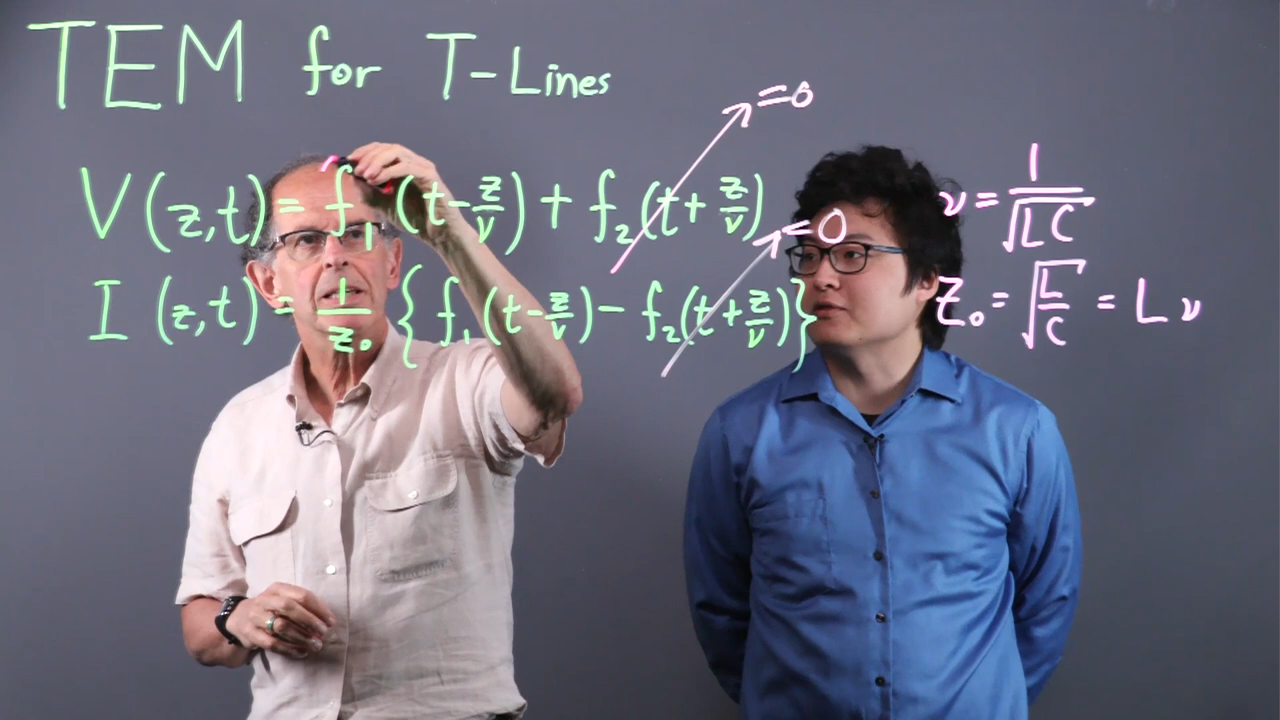 TEM for T-Lines
=0
V(z,t) = f₁(t-z/v) + f₂(t+z/v)
=0
I(z,t) = 1/Z₀ {f₁(t-z/v) - f₂(t+z/v)}
v = 1/√LC
Z₀ = √L/C = Lv